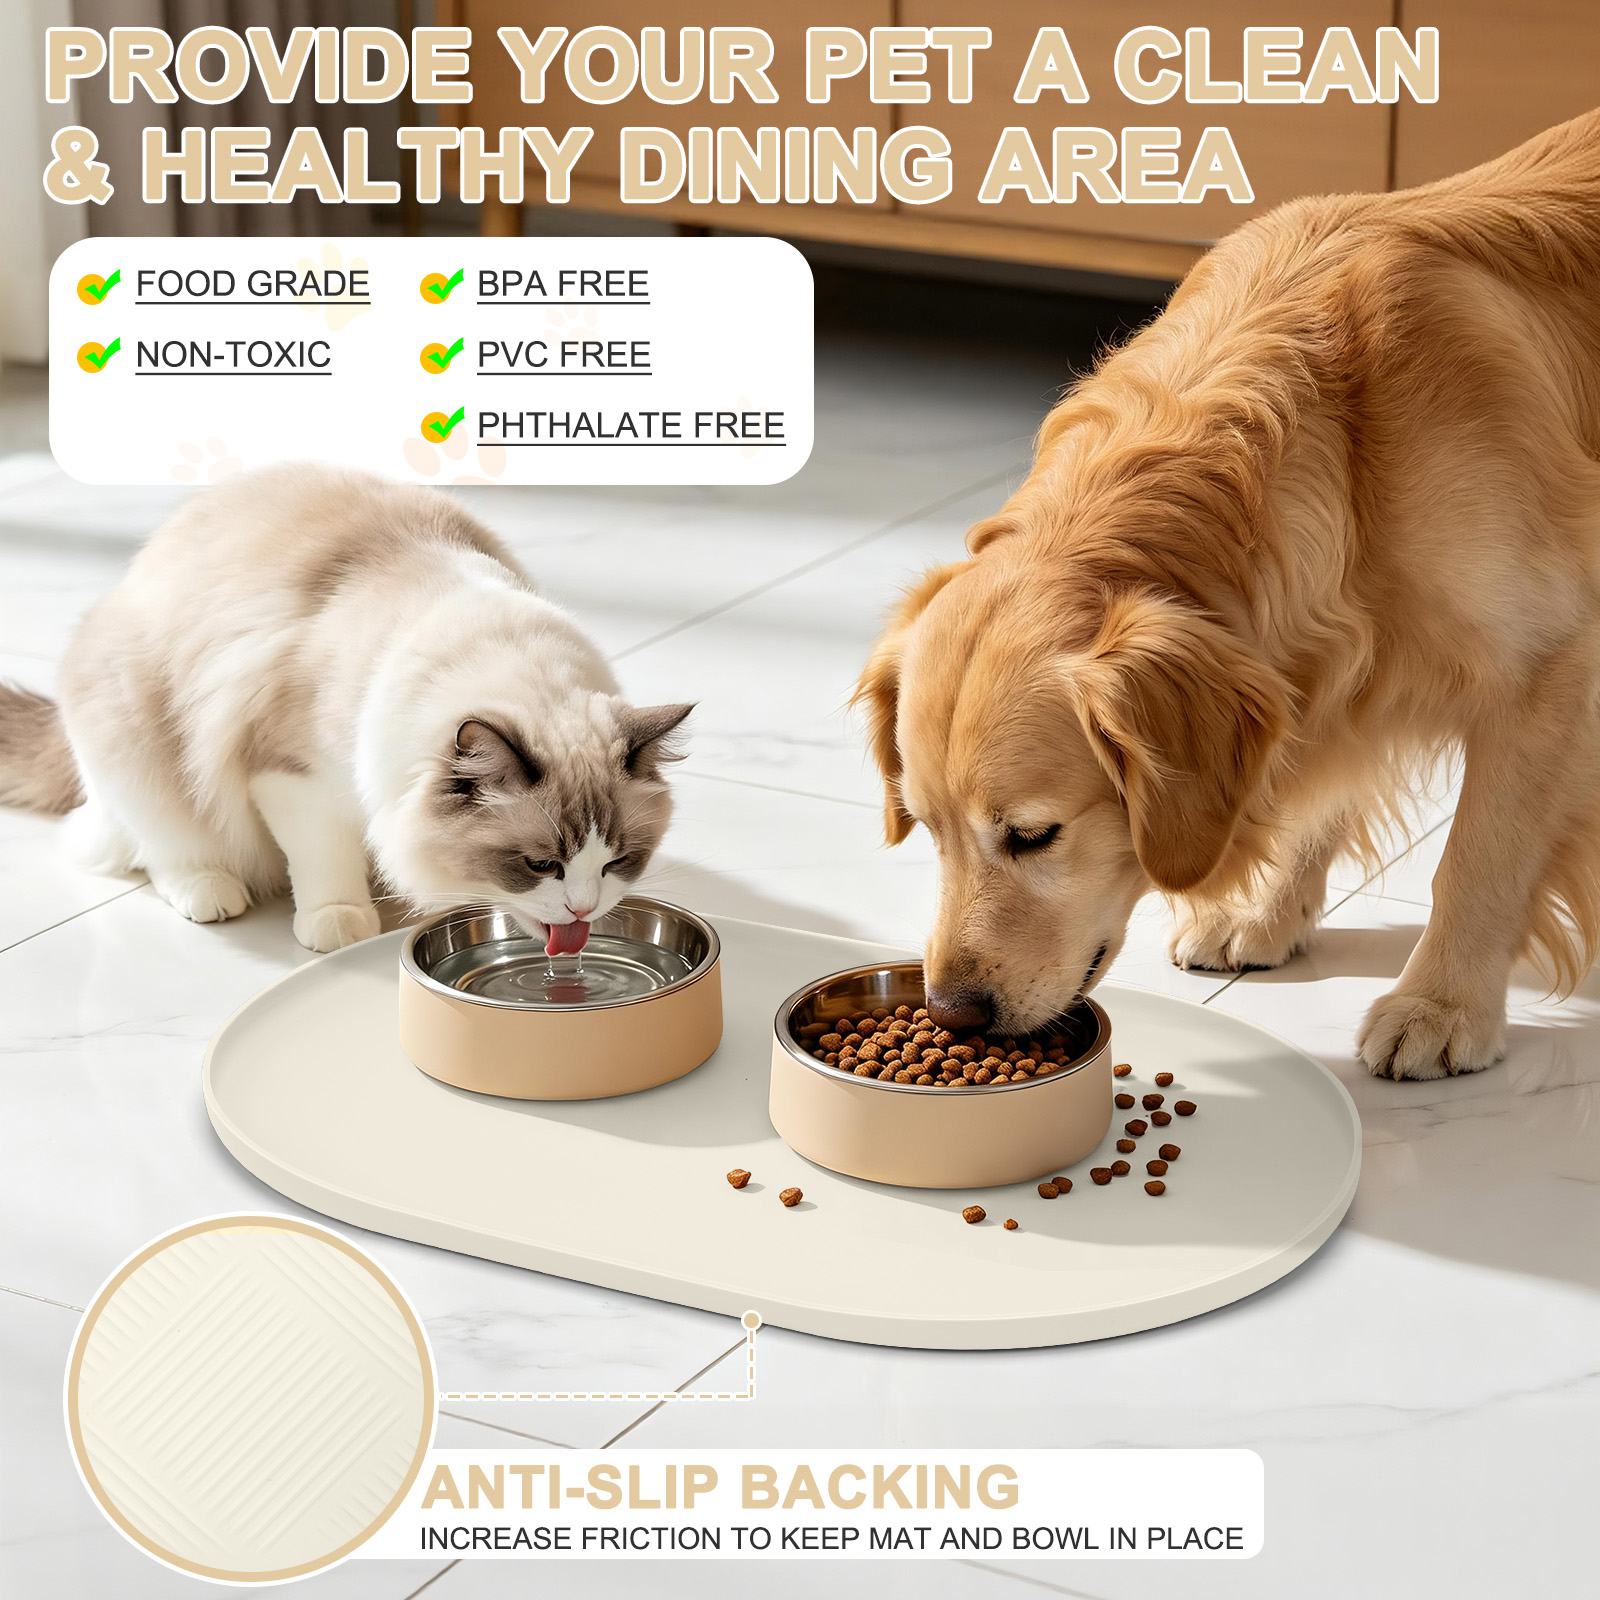 PROVIDE YOUR PET A CLEAN
& HEALTHY DINING AREA
FOOD GRADE
BPA FREE
NON-TOXIC
PVC FREE
PHTHALATE FREE
ANTI-SLIP BACKING
INCREASE FRICTION TO KEEP MAT AND BOWL IN PLACE